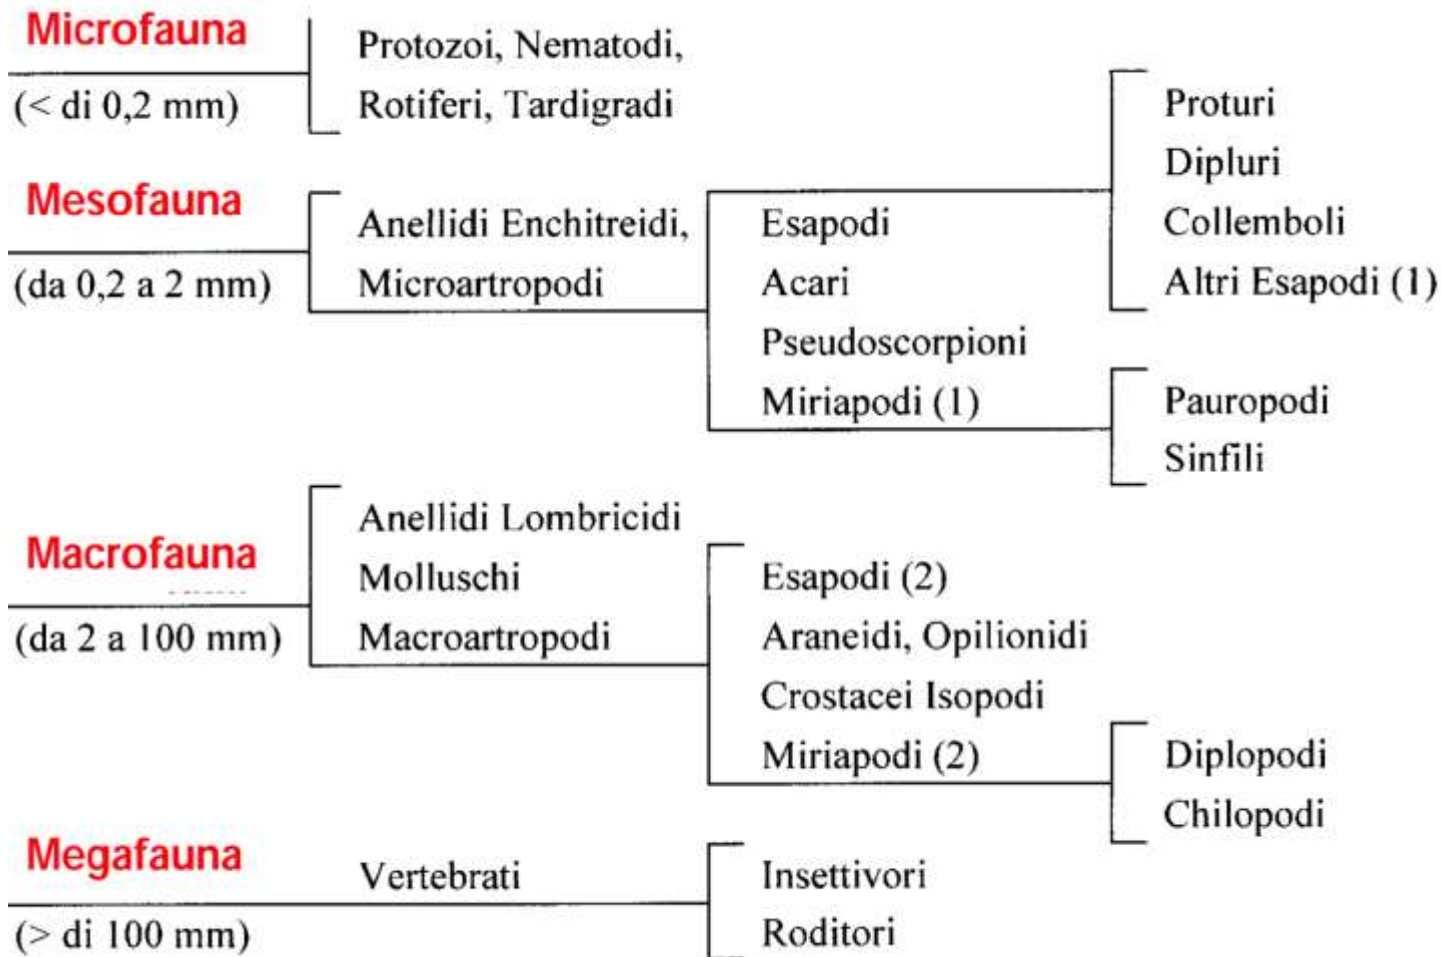 Microfauna
(< di 0,2 mm)
Protozoi, Nematodi,
Rotiferi, Tardigradi
Mesofauna
(da 0,2 a 2 mm)
Anellidi Enchitreidi,
Microartropodi
Esapodi
Acari
Pseudoscorpioni
Miriapodi (1)
Proturi
Dipluri
Collemboli
Altri Esapodi (1)
Pauropodi
Sinfili
Macrofauna
(da 2 a 100 mm)
Anellidi Lombricidi
Molluschi
Macroartropodi
Esapodi (2)
Araneidi, Opilionidi
Crostacei Isopodi
Miriapodi (2)
Diplopodi
Chilopodi
Megafauna
(> di 100 mm)
Vertebrati
Insettivori
Roditori